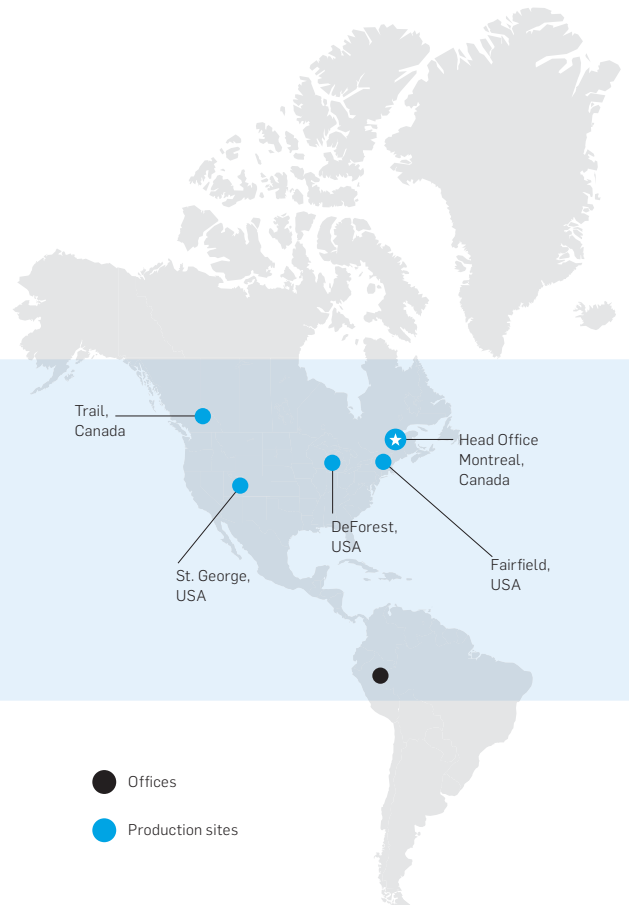 Trail,
Canada
Head Office
Montreal,
Canada
DeForest,
USA
Fairfield,
USA
St. George,
USA
Offices
Production sites